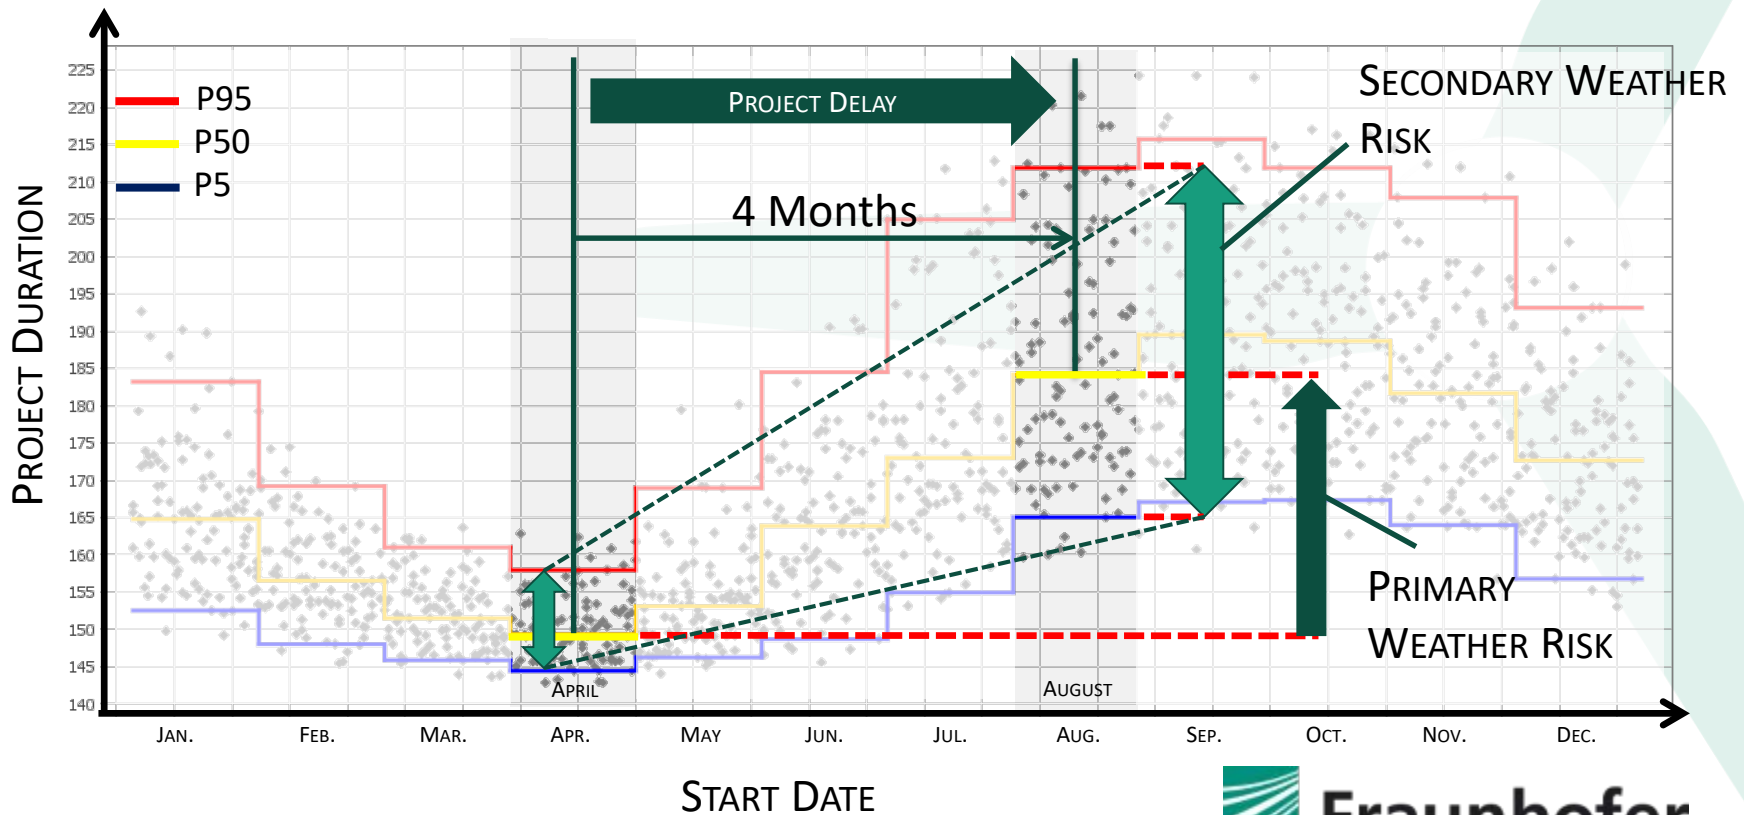 225
220
215
210
205
200
195
190
185
180
175
170
165
160
155
150
145
140
PROJECT DURATION
P95
P50
P5
PROJECT DELAY
4 Months
SECONDARY WEATHER
RISK
PRIMARY
WEATHER RISK
APRIL
AUGUST
JAN. FEB. MAR. APR. MAY JUN. JUL. AUG. SEP. OCT. NOV. DEC.
START DATE
Fraunhofer